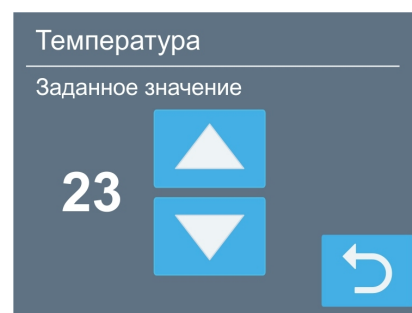 Температура
Заданное значение
23